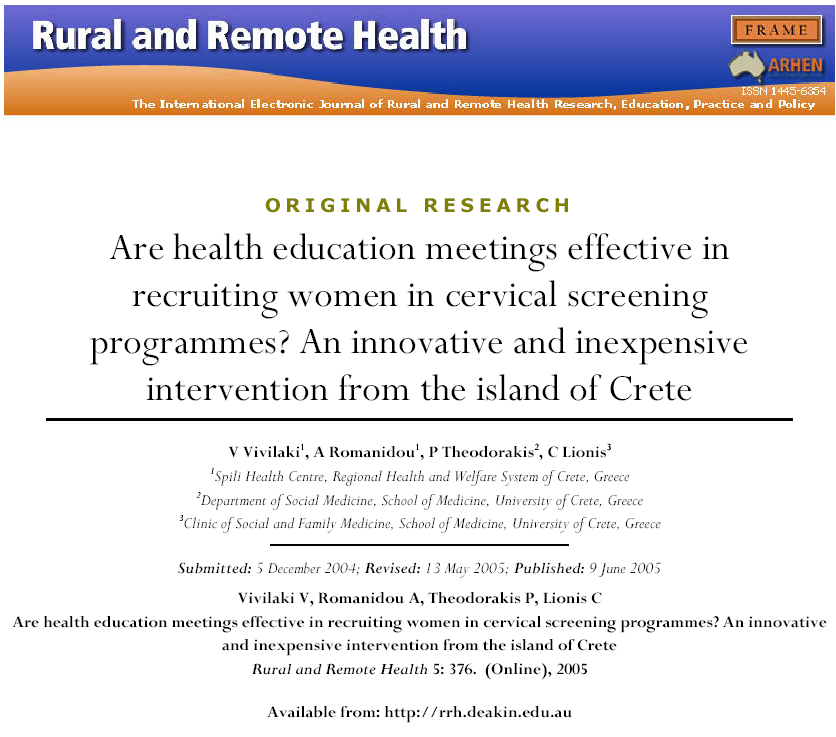 Rural and Remote Health
FRAME
ARHEN
ISSN 1445-6354
The International Electronic Journal of Rural and Remote Health Research, Education, Practice and Policy
ORIGINAL RESEARCH
Are health education meetings effective in
recruiting women in cervical screening
programmes? An innovative and inexpensive
intervention from the island of Crete
V Vivilaki¹, A Romanidou¹, P Theodorakis², C Lionis³
¹Spili Health Centre, Regional Health and Welfare System of Crete, Greece
²Department of Social Medicine, School of Medicine, University of Crete, Greece
³Clinic of Social and Family Medicine, School of Medicine, University of Crete, Greece
Submitted: 5 December 2004; Revised: 13 May 2005; Published: 9 June 2005
Vivilaki V, Romanidou A, Theodorakis P, Lionis C
Are health education meetings effective in recruiting women in cervical screening programmes? An innovative
and inexpensive intervention from the island of Crete
Rural and Remote Health 5: 376. (Online), 2005
Available from: http://rrh.deakin.edu.au